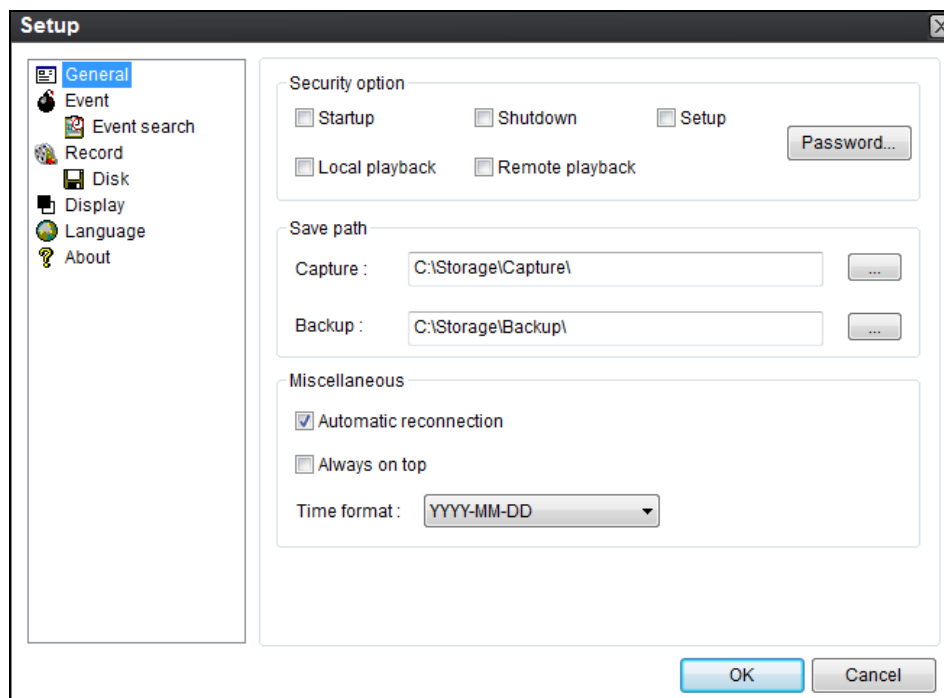 Setup
General
Event
Event search
Record
Disk
Display
Language
About
Security option
Startup
Shutdown
Setup
Local playback
Remote playback
Password...
Save path
Capture :
C:\Storage\Capture\
...
Backup :
C:\Storage\Backup\
...
Miscellaneous
Automatic reconnection
Always on top
Time format :
YYYY-MM-DD
OK
Cancel